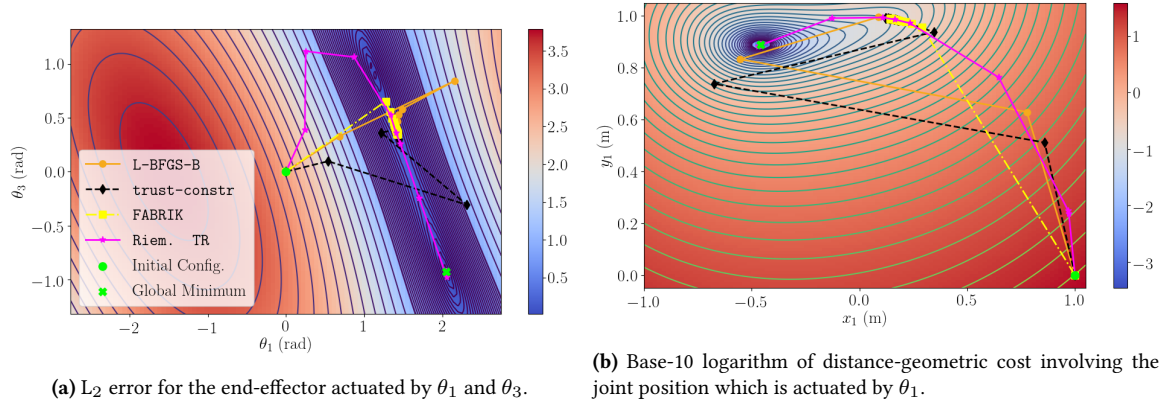 1.0
0.5
0.0
−0.5
−1.0
θ₃ (rad)
L-BFGS-B
trust-constr
FABRIK
Riem. TR
Initial Config.
Global Minimum
−2
−1
0
1
2
θ₁ (rad)
3.5
3.0
2.5
2.0
1.5
1.0
0.5
(a) L₂ error for the end-effector actuated by θ₁ and θ₃.
1.0
0.8
0.6
0.4
0.2
0.0
y₁ (m)
−1.0
−0.5
0.0
0.5
1.0
x₁ (m)
1
0
−1
−2
−3
(b) Base-10 logarithm of distance-geometric cost involving the
joint position which is actuated by θ₁.